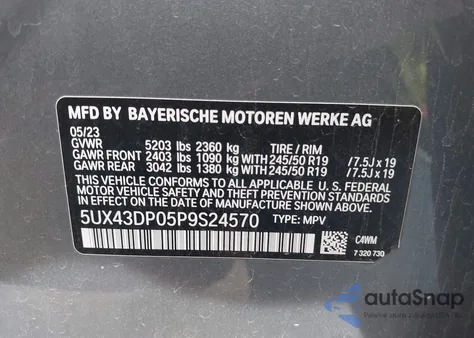 MFD BY BAYERISCHE MOTOREN WERKE AG
05/23
GVWR 5203 lbs 2360 kg TIRE / RIM
GAWR FRONT 2403 lbs 1090 kg WITH 245/50 R19 /7.5J x 19
GAWR REAR 3042 lbs 1380 kg WITH 245/50 R19 /7.5J x 19
THIS VEHICLE CONFORMS TO ALL APPLICABLE U. S. FEDERAL
MOTOR VEHICLE SAFETY AND THEFT PREVENTION STANDARDS
IN EFFECT ON THE DATE OF MANUFACTURE SHOWN ABOVE.
5UX43DP05P9S24570 TYPE: MPV
C4WM
7 320 730
autoSnap